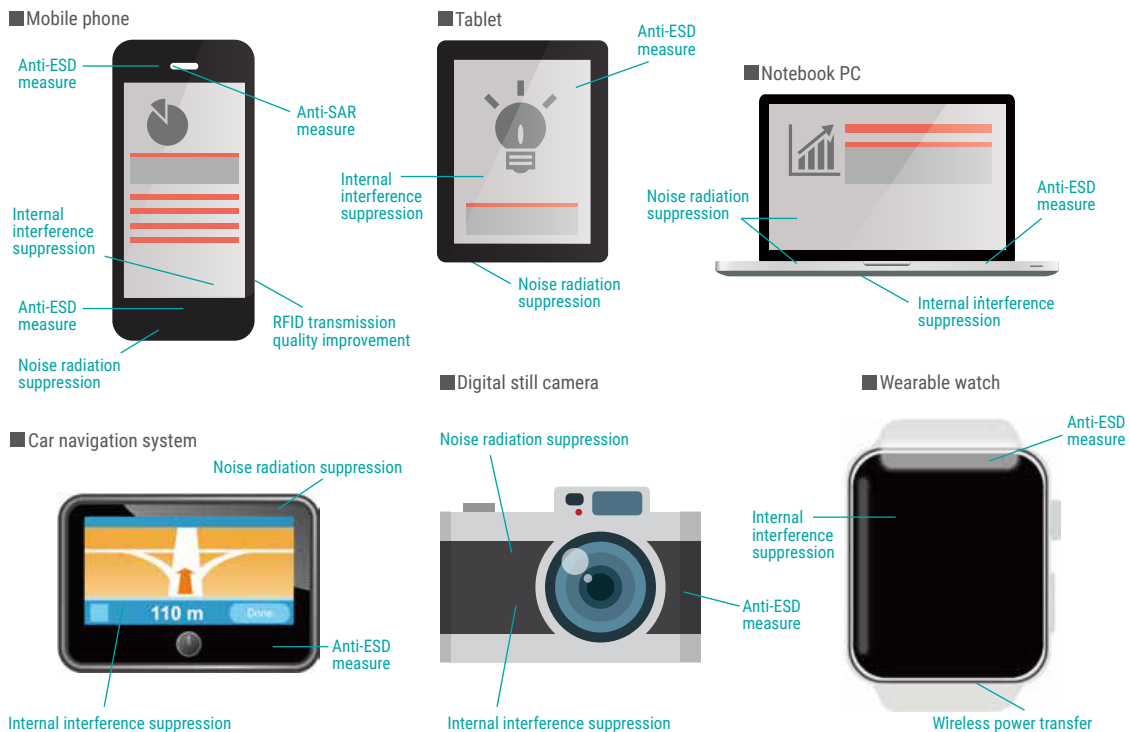 Mobile phone
Anti-ESD
measure
Anti-SAR
measure
Internal
interference
suppression
Anti-ESD
measure
Noise radiation
suppression
RFID transmission
quality improvement
Tablet
Anti-ESD
measure
Internal
interference
suppression
Noise radiation
suppression
Notebook PC
Noise radiation
suppression
Anti-ESD
measure
Internal interference
suppression
Car navigation system
Noise radiation suppression
110 m
Done
Anti-ESD
measure
Internal interference suppression
Digital still camera
Noise radiation suppression
Anti-ESD
measure
Internal interference suppression
Wearable watch
Anti-ESD
measure
Internal
interference
suppression
Wireless power transfer